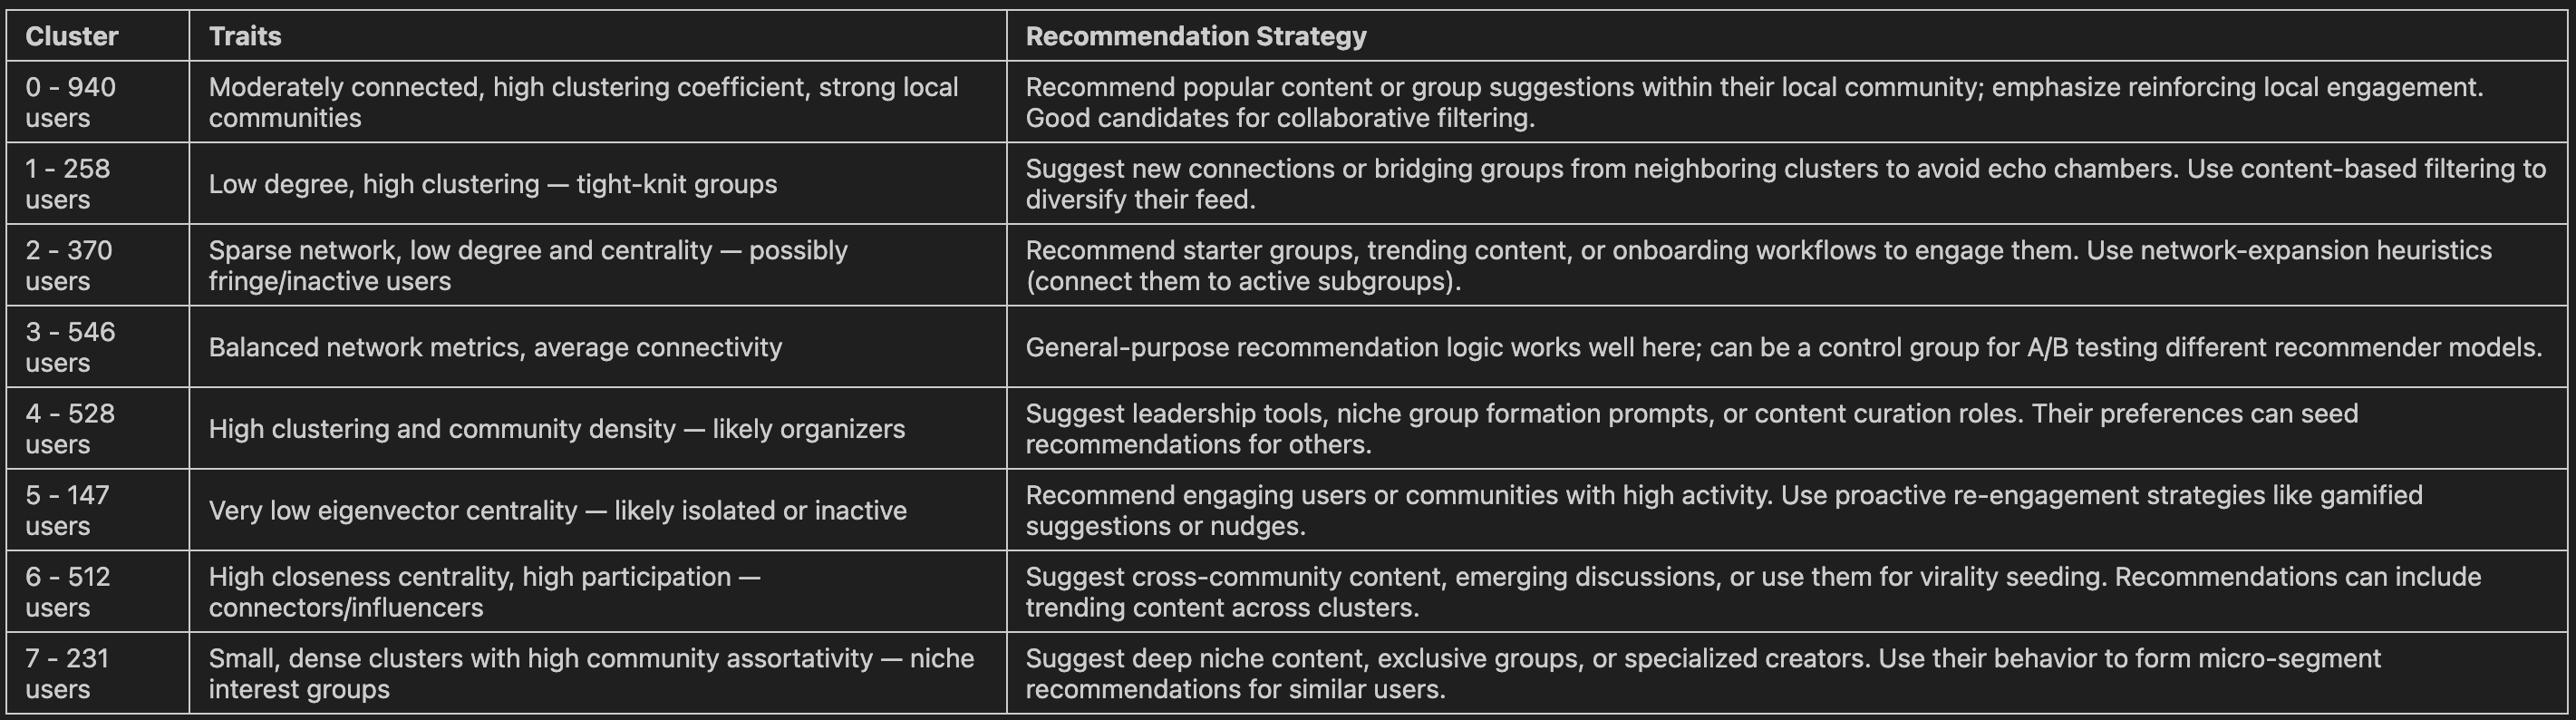 Cluster Traits Recommendation Strategy
0 - 940 users
Moderately connected, high clustering coefficient, strong local
communities
Recommend popular content or group suggestions within their local community; emphasize reinforcing local engagement.
Good candidates for collaborative filtering.
1 - 258 users
Low degree, high clustering — tight-knit groups
Suggest new connections or bridging groups from neighboring clusters to avoid echo chambers. Use content-based filtering to
diversify their feed.
2 - 370 users
Sparse network, low degree and centrality — possibly
fringe/inactive users
Recommend starter groups, trending content, or onboarding workflows to engage them. Use network-expansion heuristics
(connect them to active subgroups).
3 - 546 users
Balanced network metrics, average connectivity
General-purpose recommendation logic works well here; can be a control group for A/B testing different recommender models.
4 - 528 users
High clustering and community density — likely organizers
Suggest leadership tools, niche group formation prompts, or content curation roles. Their preferences can seed
recommendations for others.
5 - 147 users
Very low eigenvector centrality — likely isolated or inactive
Recommend engaging users or communities with high activity. Use proactive re-engagement strategies like gamified
suggestions or nudges.
6 - 512 users
High closeness centrality, high participation —
connectors/influencers
Suggest cross-community content, emerging discussions, or use them for virality seeding. Recommendations can include
trending content across clusters.
7 - 231 users
Small, dense clusters with high community assortativity — niche
interest groups
Suggest deep niche content, exclusive groups, or specialized creators. Use their behavior to form micro-segment
recommendations for similar users.